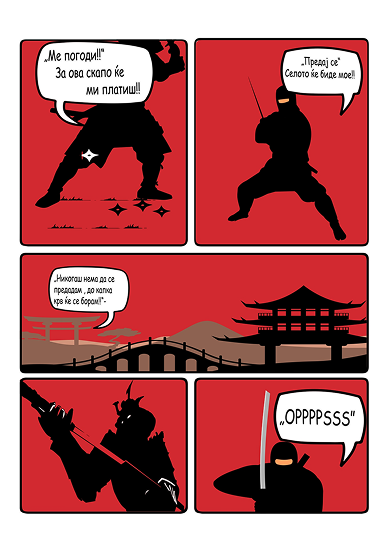 „Ме погоди!!"
За ова скапо ќе
ми платиш!!
„Предај се"
Селото ќе биде мое!!
„Никогаш нема да се
предадам , до капка
крв ќе се борам!!"-
„OPPPPSSS"